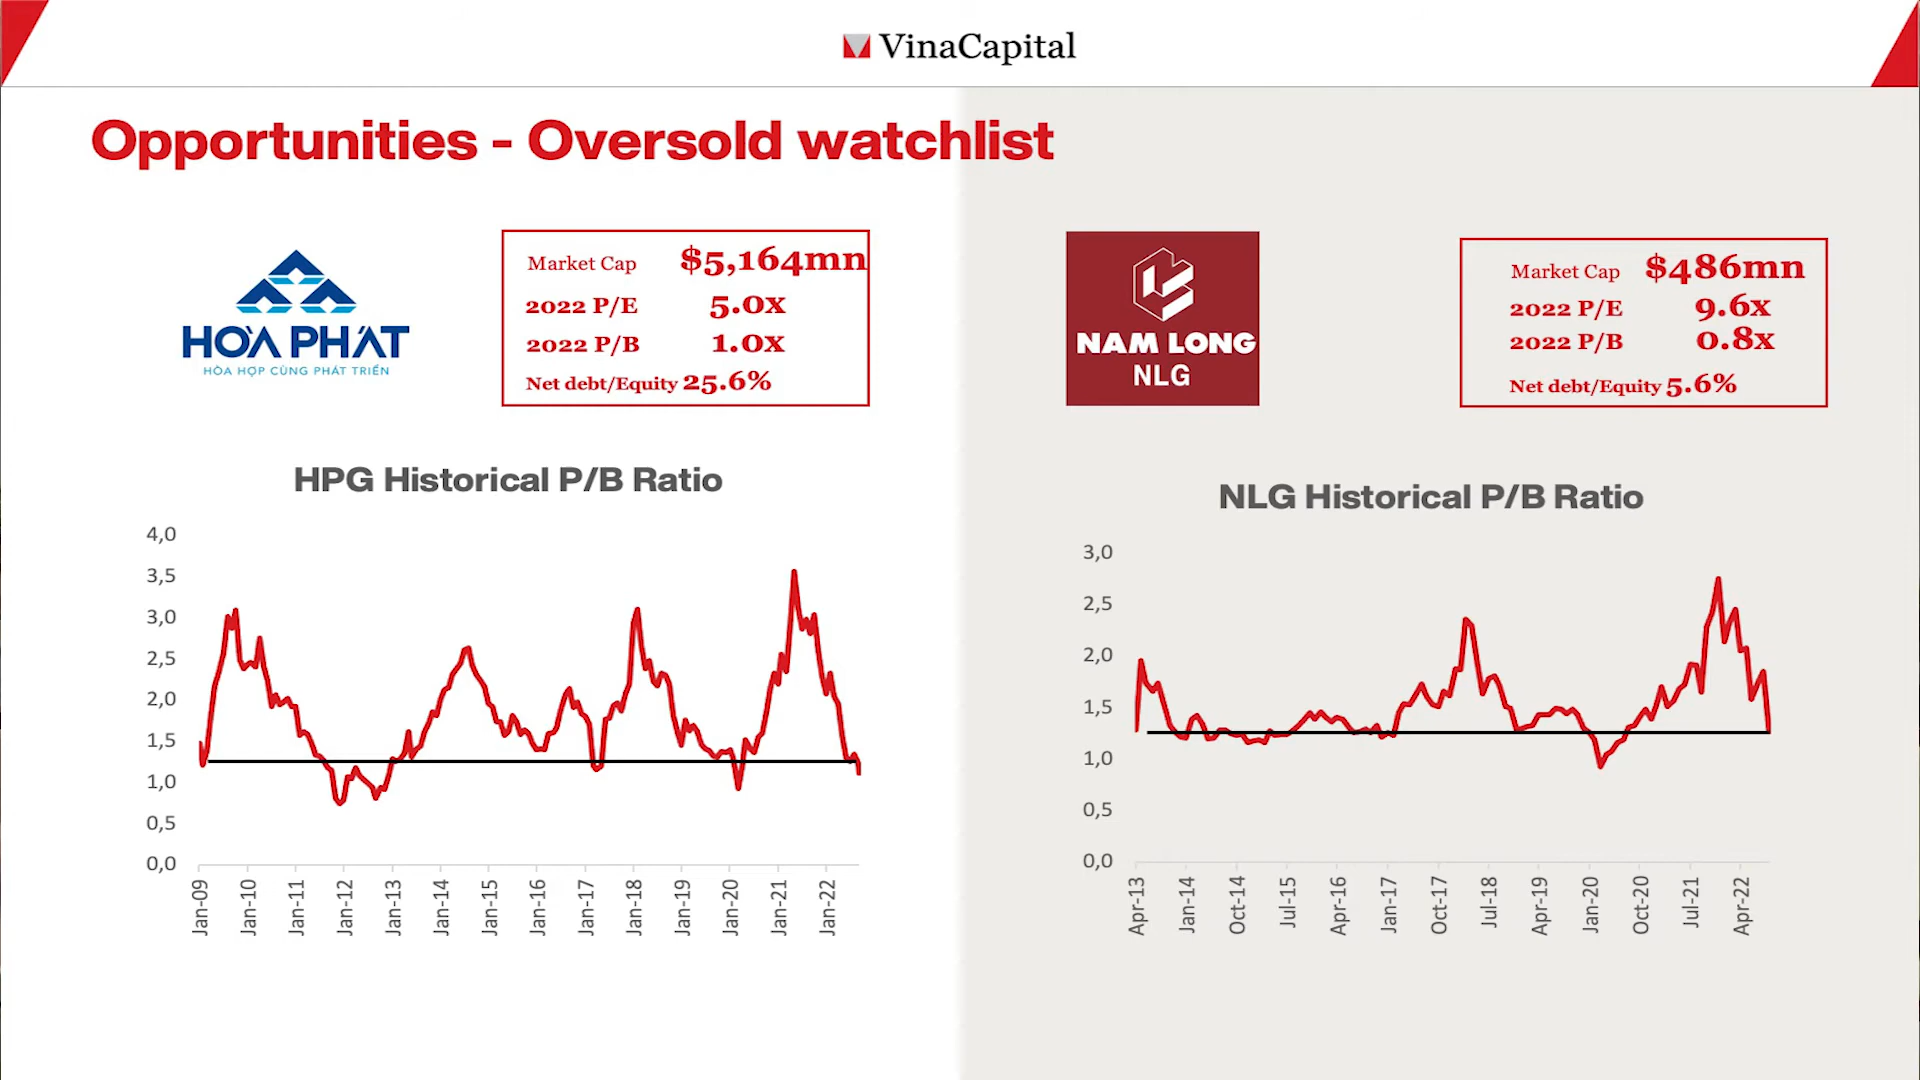 VinaCapital
Opportunities - Oversold watchlist
HÒA PHÁT
HÒA HỢP CÙNG PHÁT TRIỂN
Market Cap $5,164mn
2022 P/E 5.0x
2022 P/B 1.0x
Net debt/Equity 25.6%
NAM LONG
NLG
Market Cap $486mn
2022 P/E 9.6x
2022 P/B 0.8x
Net debt/Equity 5.6%
HPG Historical P/B Ratio
4,0
3,5
3,0
2,5
2,0
1,5
1,0
0,5
0,0
Jan-09
Jan-10
Jan-11
Jan-12
Jan-13
Jan-14
Jan-15
Jan-16
Jan-17
Jan-18
Jan-19
Jan-20
Jan-21
Jan-22
NLG Historical P/B Ratio
3,0
2,5
2,0
1,5
1,0
0,5
0,0
Apr-13
Jan-14
Oct-14
Jul-15
Apr-16
Jan-17
Oct-17
Jul-18
Apr-19
Jan-20
Oct-20
Jul-21
Apr-22